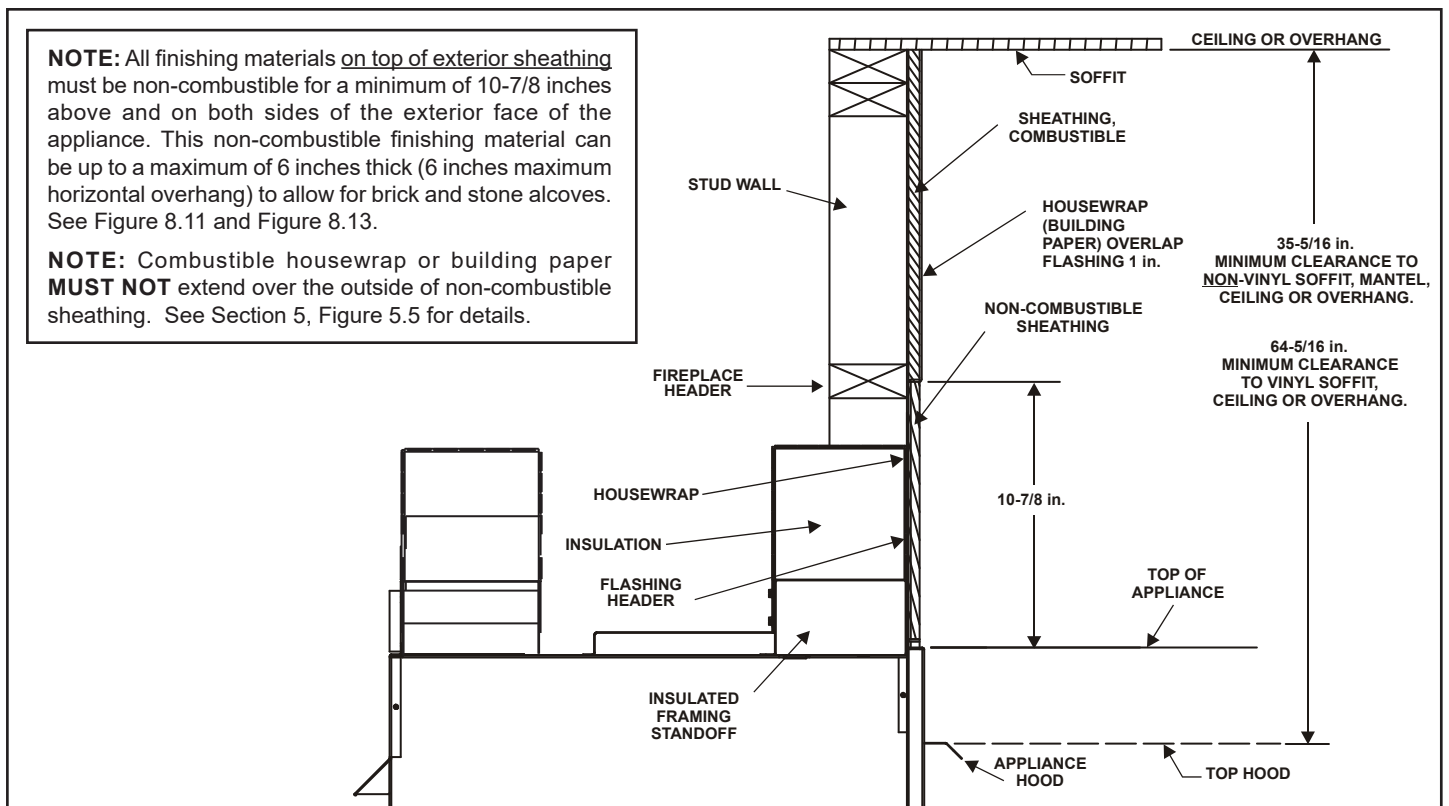 NOTE: All finishing materials on top of exterior sheathing
must be non-combustible for a minimum of 10-7/8 inches
above and on both sides of the exterior face of the
appliance. This non-combustible finishing material can
be up to a maximum of 6 inches thick (6 inches maximum
horizontal overhang) to allow for brick and stone alcoves.
See Figure 8.11 and Figure 8.13.
NOTE: Combustible housewrap or building paper
MUST NOT extend over the outside of non-combustible
sheathing. See Section 5, Figure 5.5 for details.
CEILING OR OVERHANG
SOFFIT
SHEATHING,
COMBUSTIBLE
STUD WALL
HOUSEWRAP
(BUILDING
PAPER) OVERLAP
FLASHING 1 in.
35-5/16 in.
MINIMUM CLEARANCE TO
NON-VINYL SOFFIT, MANTEL,
CEILING OR OVERHANG.
NON-COMBUSTIBLE
SHEATHING
64-5/16 in.
MINIMUM CLEARANCE
TO VINYL SOFFIT,
CEILING OR OVERHANG.
FIREPLACE
HEADER
HOUSEWRAP
10-7/8 in.
INSULATION
FLASHING
HEADER
TOP OF
APPLIANCE
INSULATED
FRAMING
STANDOFF
APPLIANCE
HOOD
TOP HOOD